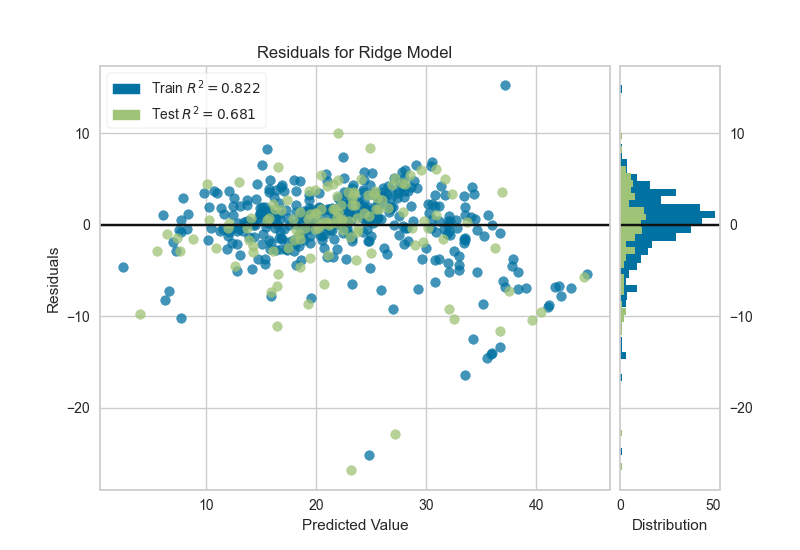 Residuals for Ridge Model
Train R² = 0.822
Test R² = 0.681
Residuals
10
0
−10
−20
10
20
30
40
Predicted Value
10
0
−10
−20
0
50
Distribution